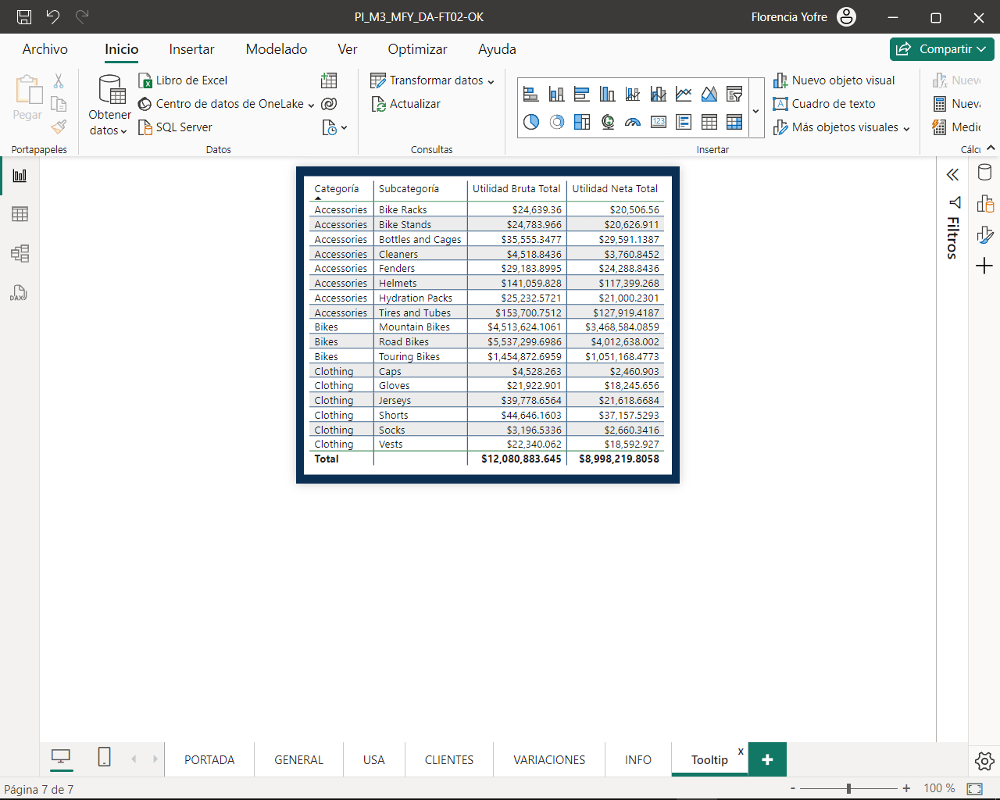 PI_M3_MFY_DA-FT02-OK
Florencia Yofre
Archivo Inicio Insertar Modelado Ver Optimizar Ayuda
Compartir
Pegar
Portapapeles
Obtener datos
Libro de Excel
Centro de datos de OneLake
SQL Server
Datos
Transformar datos
Actualizar
Consultas
123
Insertar
Nuevo objeto visual
Cuadro de texto
Más objetos visuales
DAX
Filtros
Categoría Subcategoría Utilidad Bruta Total Utilidad Neta Total
Accessories Bike Racks $24,639.36 $20,506.56
Accessories Bike Stands $24,783.966 $20,626.911
Accessories Bottles and Cages $35,555.3477 $29,591.1387
Accessories Cleaners $4,518.8436 $3,760.8452
Accessories Fenders $29,183.8995 $24,288.8436
Accessories Helmets $141,059.828 $117,399.268
Accessories Hydration Packs $25,232.5721 $21,000.2301
Accessories Tires and Tubes $153,700.7512 $127,919.4187
Bikes Mountain Bikes $4,513,624.1061 $3,468,584.0859
Bikes Road Bikes $5,537,299.6986 $4,012,638.002
Bikes Touring Bikes $1,454,872.6959 $1,051,168.4773
Clothing Caps $4,528.263 $2,460.903
Clothing Gloves $21,922.901 $18,245.656
Clothing Jerseys $39,778.6564 $21,618.6684
Clothing Shorts $44,646.1603 $37,157.5293
Clothing Socks $3,196.5336 $2,660.3416
Clothing Vests $22,340.062 $18,592.927
Total $12,080,883.645 $8,998,219.8058
PORTADA GENERAL USA CLIENTES VARIACIONES INFO Tooltip x +
Página 7 de 7
- + 100 %